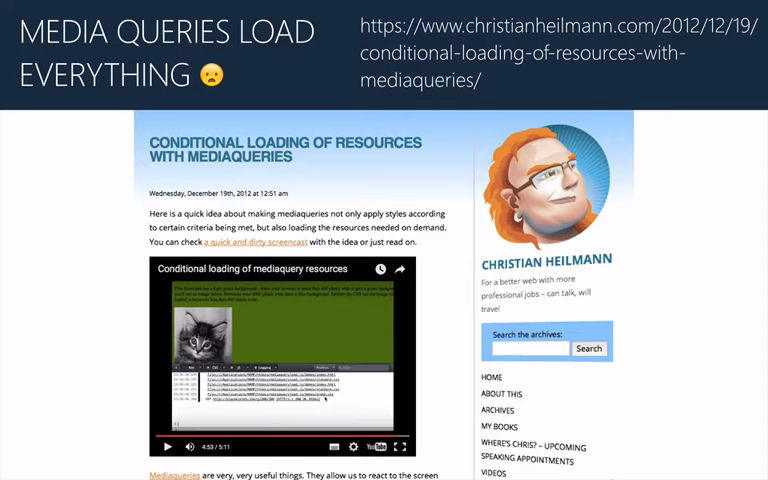 MEDIA QUERIES LOAD
EVERYTHING
https://www.christianheilmann.com/2012/12/19/
conditional-loading-of-resources-with-
mediaqueries/
CONDITIONAL LOADING OF RESOURCES
WITH MEDIAQUERIES
Wednesday, December 19th, 2012 at 12:51 am
Here is a quick idea about making mediaqueries not only apply styles according
to certain criteria being met, but also loading the resources needed on demand.
You can check a quick and dirty screencast with the idea or just read on.
Conditional loading of mediaquery resources
4:53 / 5:11
YouTube
Mediaqueries are very, very useful things. They allow us to react to the screen
CHRISTIAN HEILMANN
For a better web with more
professional jobs – can talk, will
travel
Search the archives:
Search
HOME
ABOUT THIS
ARCHIVES
MY BOOKS
WHERE'S CHRIS? – UPCOMING
SPEAKING APPOINTMENTS
VIDEOS